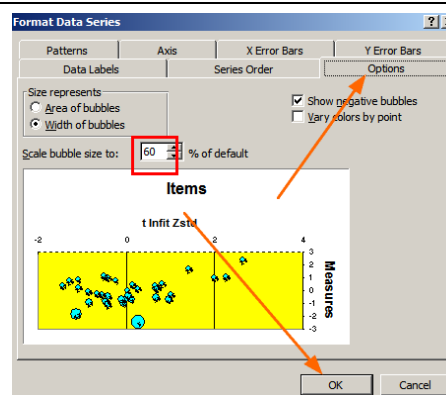 Format Data Series
Patterns Axis X Error Bars Y Error Bars
Data Labels Series Order Options
Size represents
Area of bubbles
Width of bubbles
Show negative bubbles
Vary colors by point
Scale bubble size to: 60 % of default
Items
t Infit Zstd
-2 0 2 4
3
2
1
0
-1
-2
-3
Measures
OK Cancel